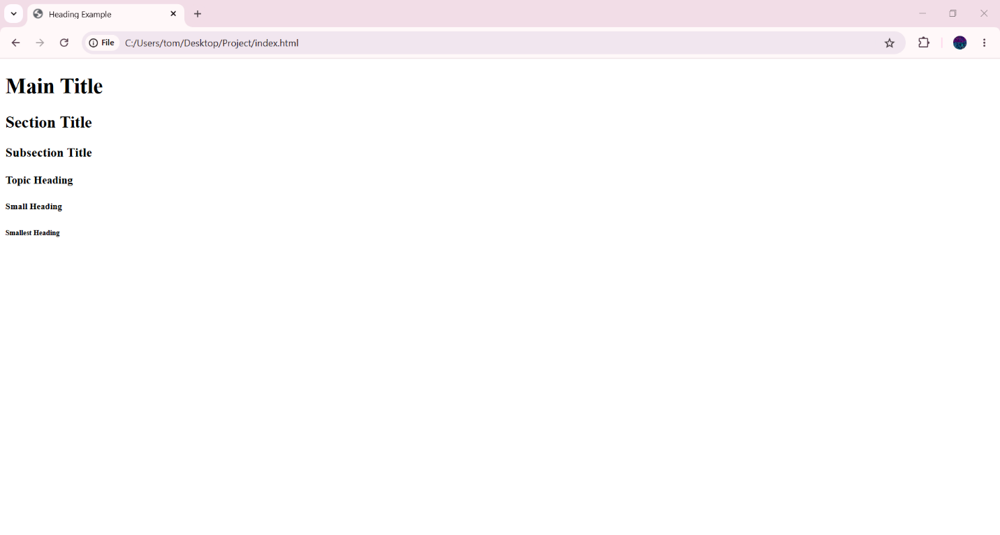 Heading Example
File C:/Users/tom/Desktop/Project/index.html
Main Title
Section Title
Subsection Title
Topic Heading
Small Heading
Smallest Heading